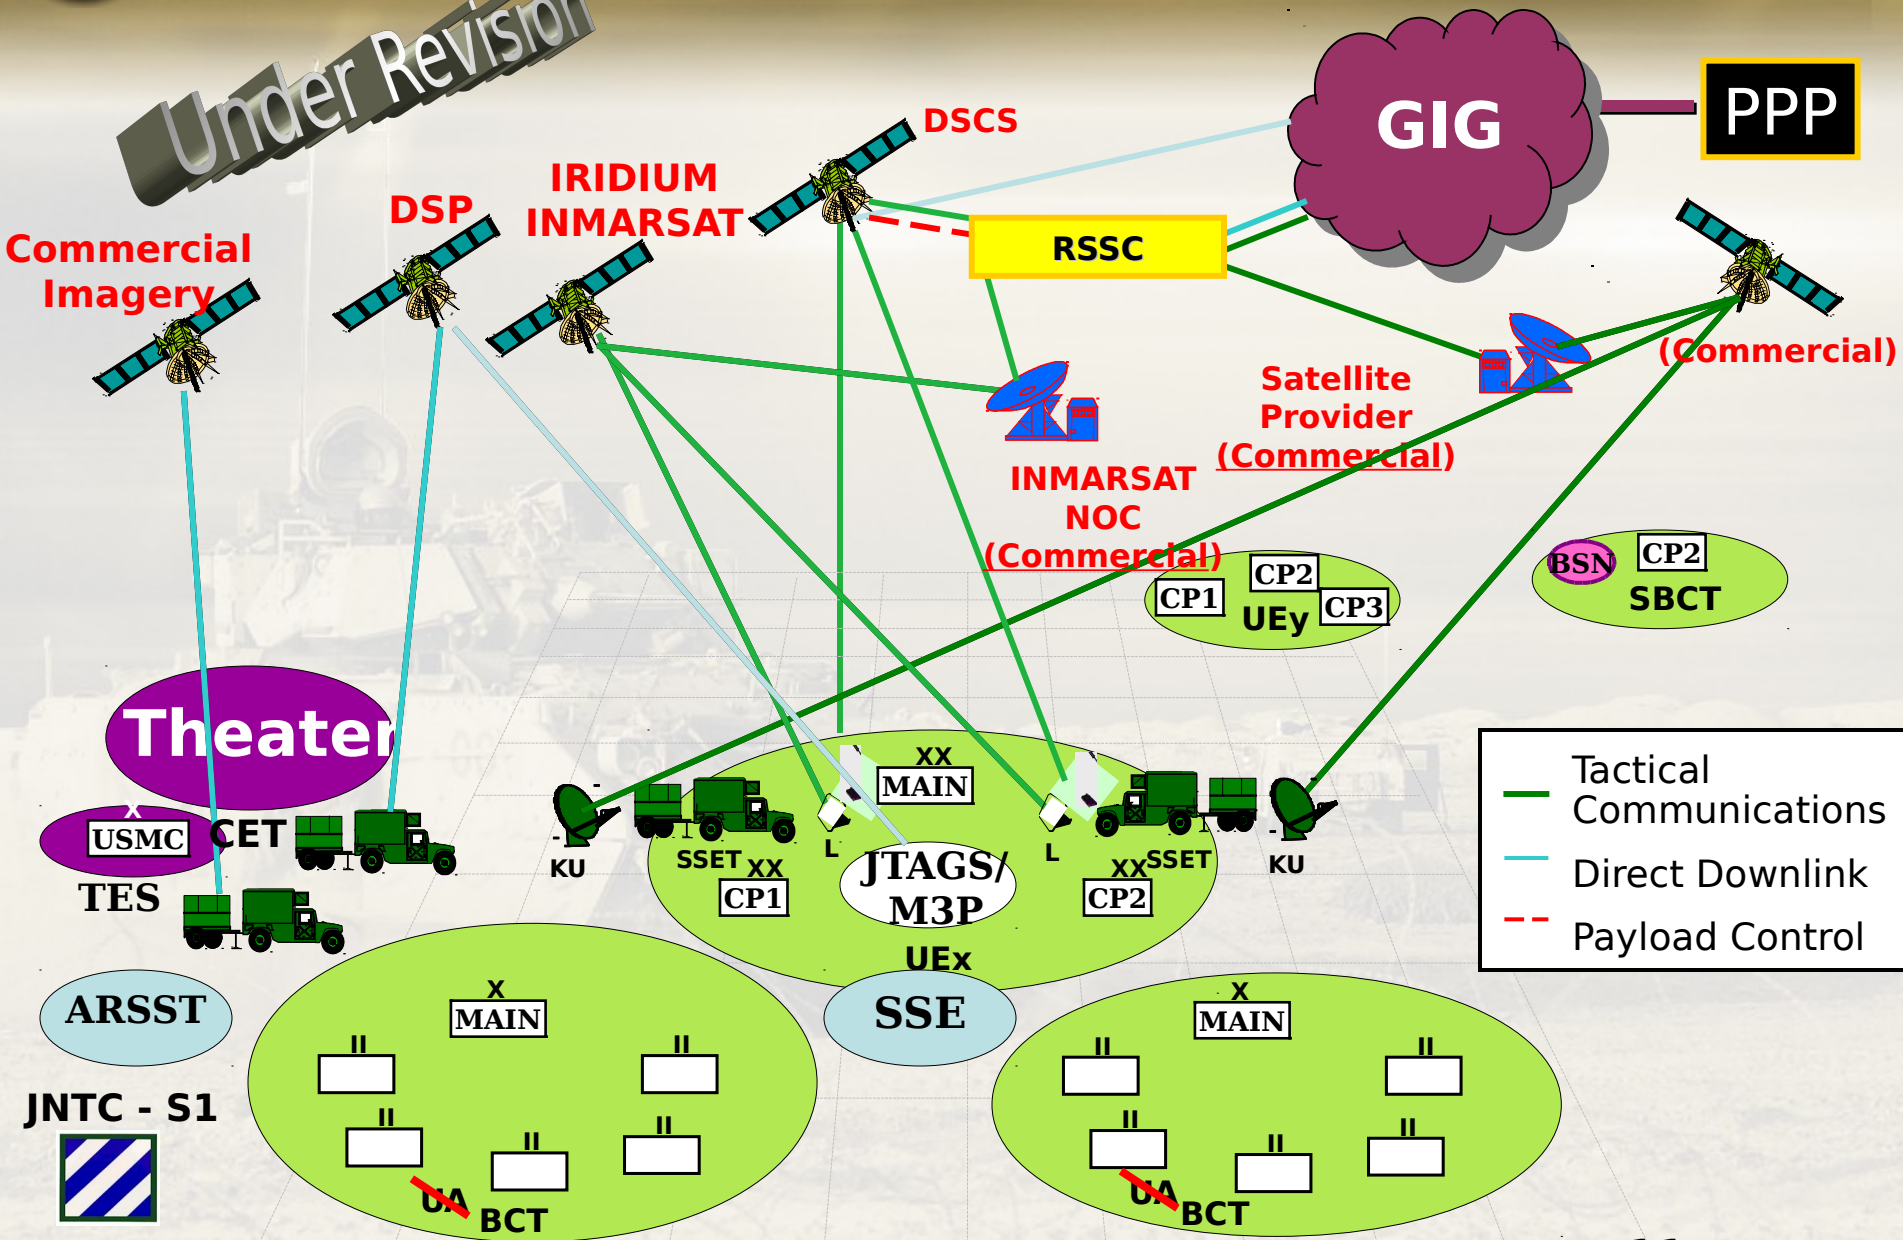 Under Revision
DSCS
GIG
PPP
IRIDIUM
INMARSAT
DSP
Commercial
Imagery
RSSC
(Commercial)
Satellite
Provider
(Commercial)
INMARSAT
NOC
(Commercial)
CP1
CP2
CP3
UEy
BSN
CP2
SBCT
Theater
X
USMC
CET
TES
KU
SSET
L
XX
MAIN
L
SSET
KU
XX
CP1
JTAGS/
M3P
XX
CP2
UEx
Tactical
Communications
Direct Downlink
Payload Control
ARSST
SSE
X
MAIN
II
II
II
II
II
UA
BCT
X
MAIN
II
II
II
II
II
UA
BCT
JNTC - S1